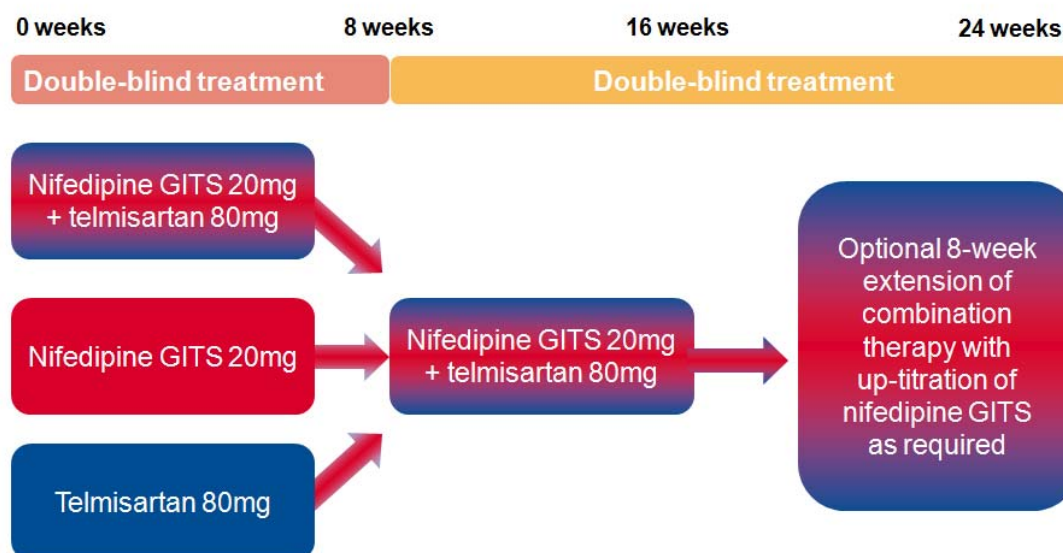 0 weeks
8 weeks
16 weeks
24 weeks
Double-blind treatment
Double-blind treatment
Nifedipine GITS 20mg
+ telmisartan 80mg
Nifedipine GITS 20mg
Telmisartan 80mg
Nifedipine GITS 20mg
+ telmisartan 80mg
Optional 8-week
extension of
combination
therapy with
up-titration of
nifedipine GITS
as required